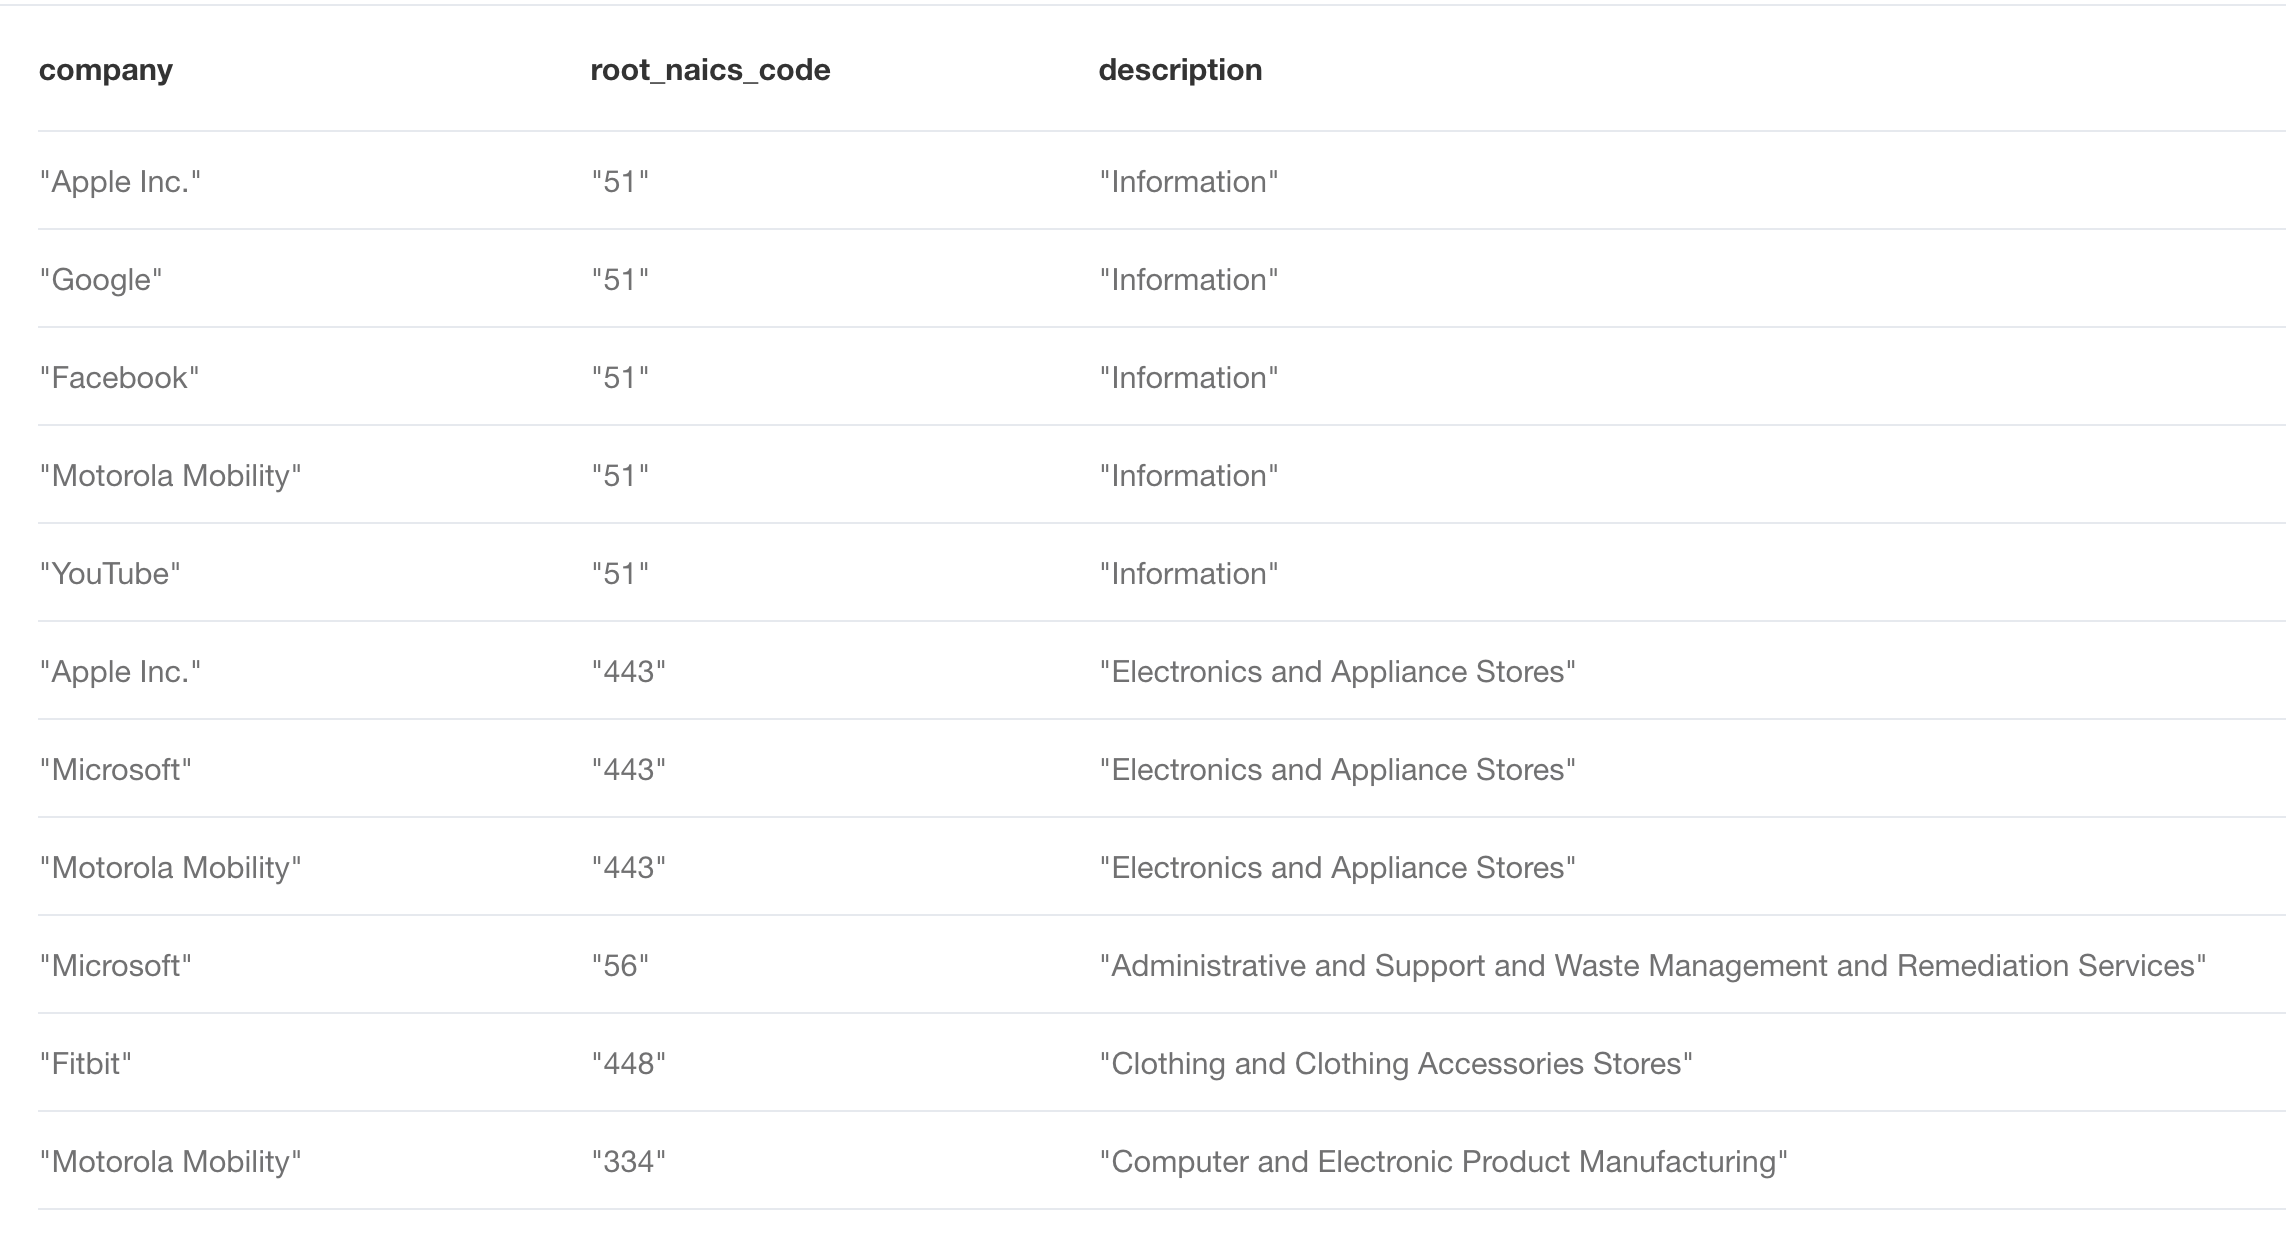 company root_naics_code description
"Apple Inc." "51" "Information"
"Google" "51" "Information"
"Facebook" "51" "Information"
"Motorola Mobility" "51" "Information"
"YouTube" "51" "Information"
"Apple Inc." "443" "Electronics and Appliance Stores"
"Microsoft" "443" "Electronics and Appliance Stores"
"Motorola Mobility" "443" "Electronics and Appliance Stores"
"Microsoft" "56" "Administrative and Support and Waste Management and Remediation Services"
"Fitbit" "448" "Clothing and Clothing Accessories Stores"
"Motorola Mobility" "334" "Computer and Electronic Product Manufacturing"